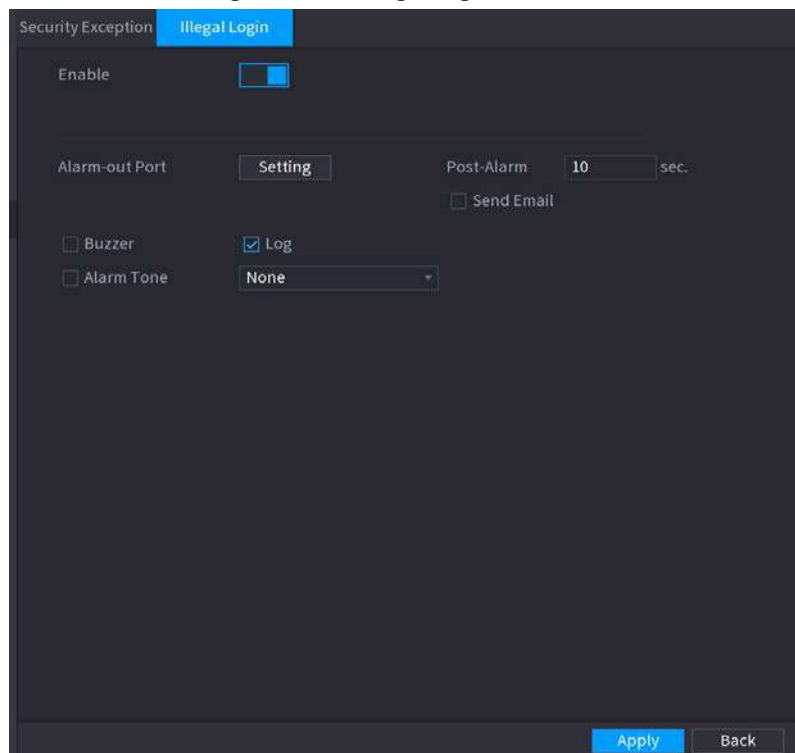 Security Exception Illegal Login
Enable
Alarm-out Port Setting Post-Alarm 10 sec.
Send Email
Buzzer Log
Alarm Tone None
Apply Back